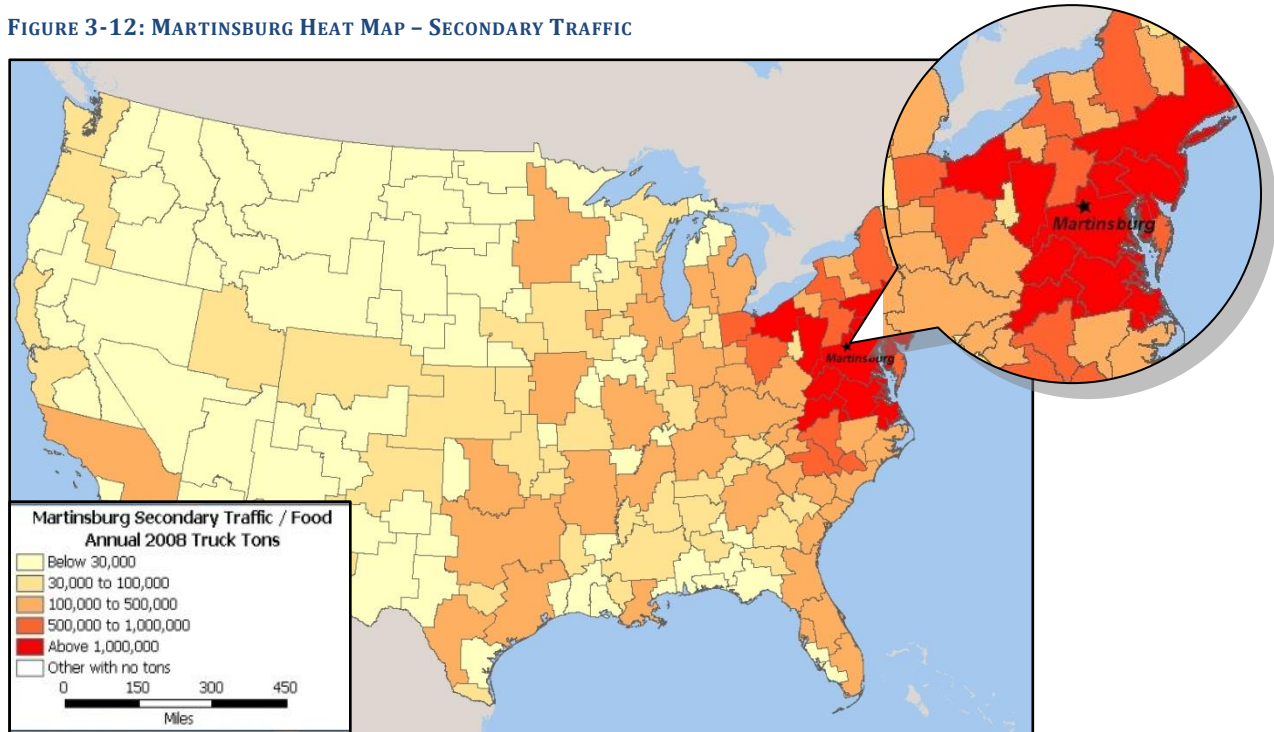 FIGURE 3-12: MARTINSBURG HEAT MAP – SECONDARY TRAFFIC
Martinsburg
Martinsburg
Martinsburg Secondary Traffic / Food
Annual 2008 Truck Tons
Below 30,000
30,000 to 100,000
100,000 to 500,000
500,000 to 1,000,000
Above 1,000,000
Other with no tons
0 150 300 450
Miles